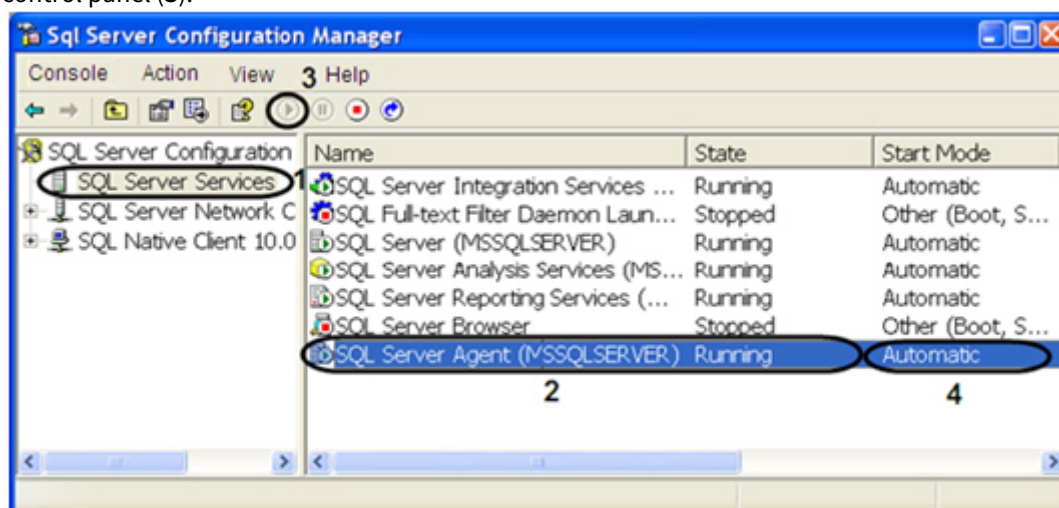 control panel (3).
Sql Server Configuration Manager
Console Action View 3 Help
SQL Server Configuration Name State Start Mode
SQL Server Services 1 SQL Server Integration Services ... Running Automatic
SQL Server Network C SQL Full-text Filter Daemon Laun... Stopped Other (Boot, S...
SQL Native Client 10.0 SQL Server (MSSQLSERVER) Running Automatic
SQL Server Analysis Services (MS... Running Automatic
SQL Server Reporting Services (... Running Automatic
SQL Server Browser Stopped Other (Boot, S...
SQL Server Agent (MSSQLSERVER) Running Automatic
2 4